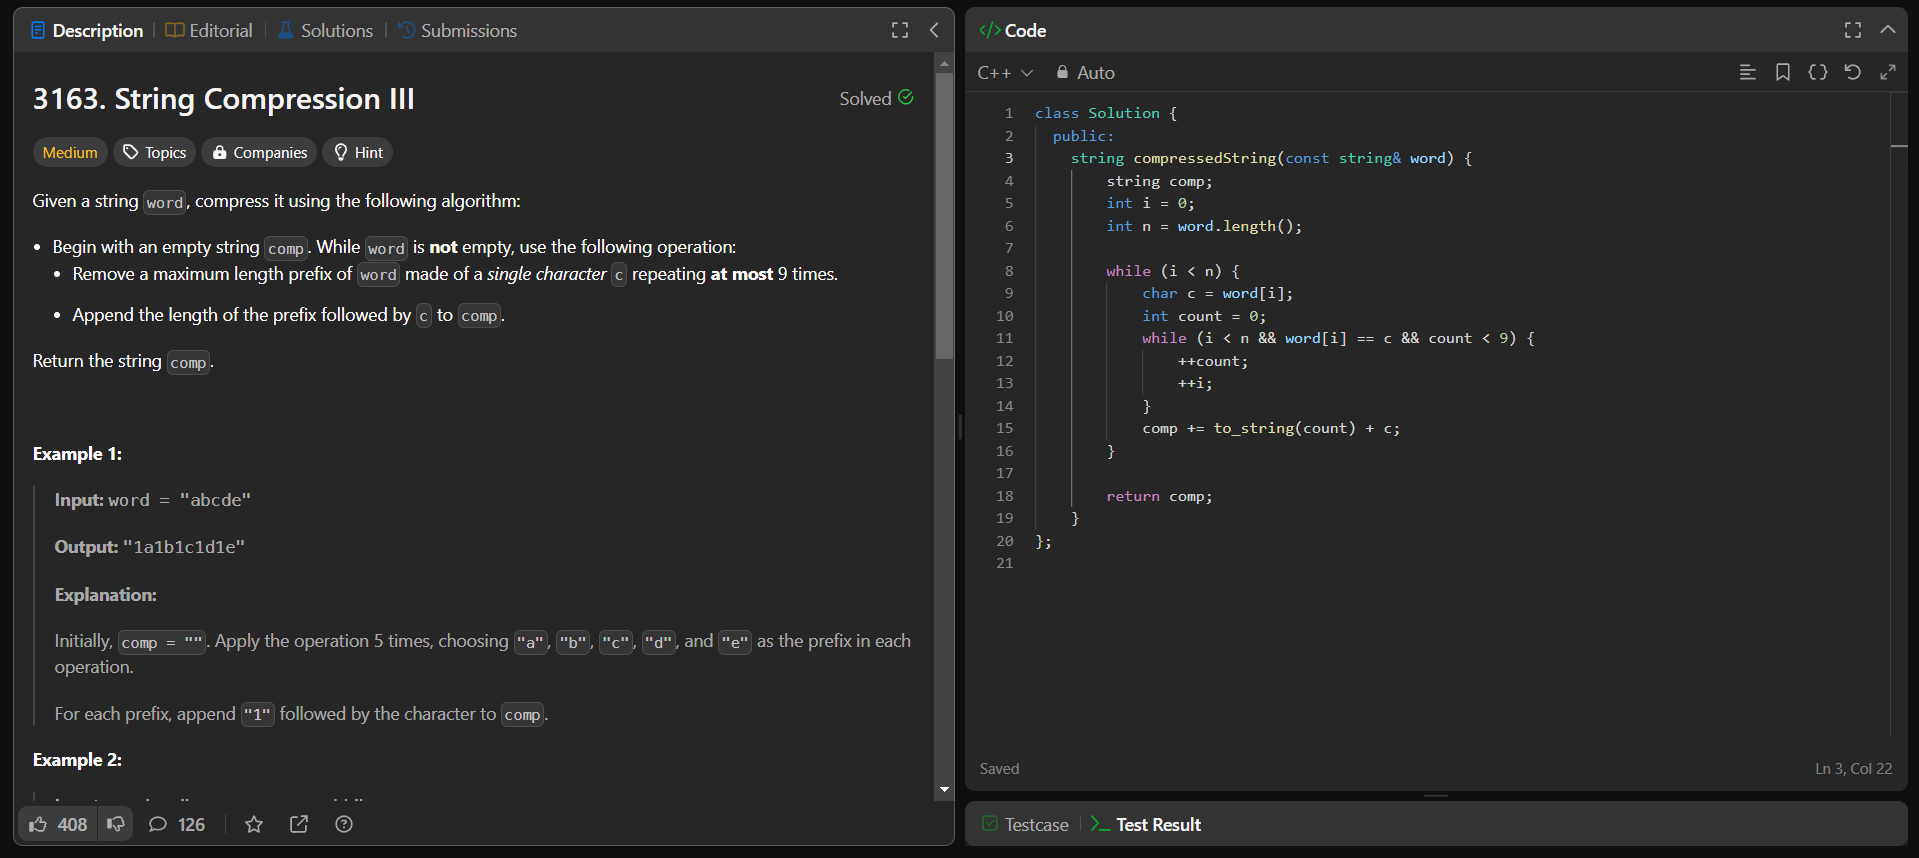 Description
Editorial
Solutions
Submissions
3163. String Compression III
Solved
Medium
Topics
Companies
Hint
Given a string word, compress it using the following algorithm:
• Begin with an empty string comp. While word is not empty, use the following operation:
• Remove a maximum length prefix of word made of a single character c repeating at most 9 times.
• Append the length of the prefix followed by c to comp.
Return the string comp.
Example 1:
Input: word = "abcde"
Output: "1a1b1c1d1e"
Explanation:
Initially, comp = "". Apply the operation 5 times, choosing "a", "b", "c", "d", and "e" as the prefix in each
operation.
For each prefix, append "1" followed by the character to comp.
Example 2:
408
126
</> Code
C++
Auto
1 class Solution {
2 public:
3 string compressedString(const string& word) {
4 string comp;
5 int i = 0;
6 int n = word.length();
7
8 while (i < n) {
9 char c = word[i];
10 int count = 0;
11 while (i < n && word[i] == c && count < 9) {
12 ++count;
13 ++i;
14 }
15 comp += to_string(count) + c;
16 }
17
18 return comp;
19 }
20 };
21
Saved
Ln 3, Col 22
Testcase
Test Result